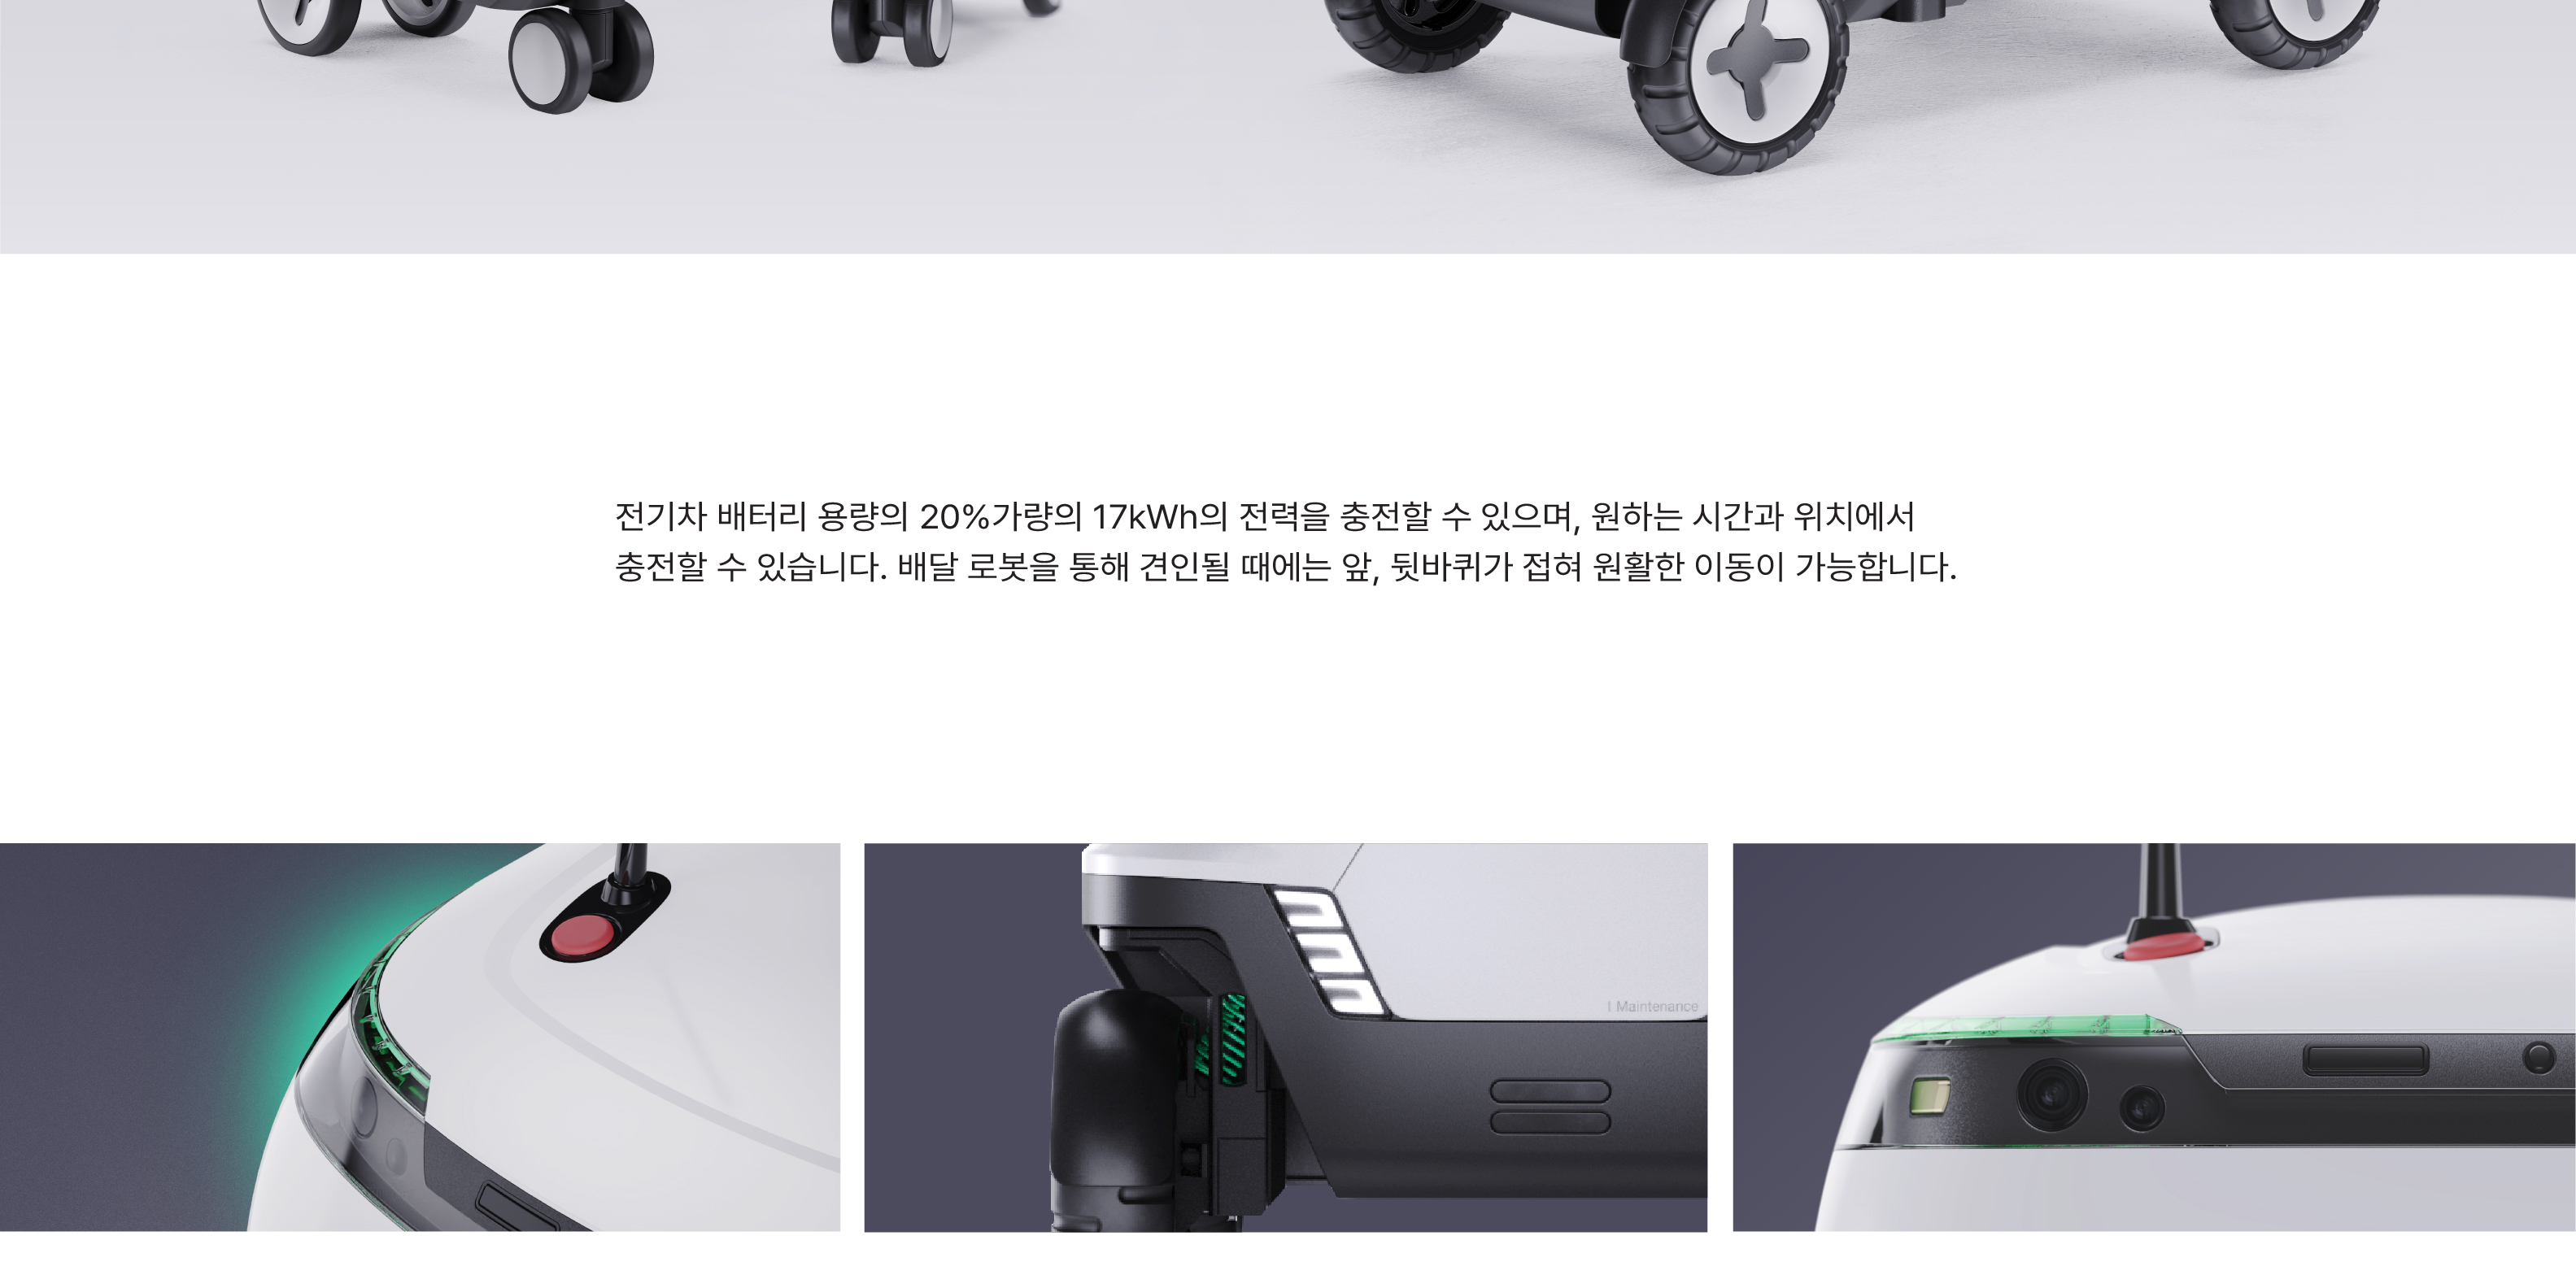 전기차 배터리 용량의 20%가량의 17kWh의 전력을 충전할 수 있으며, 원하는 시간과 위치에서
충전할 수 있습니다. 배달 로봇을 통해 견인될 때에는 앞, 뒷바퀴가 접혀 원활한 이동이 가능합니다.
| Maintenance